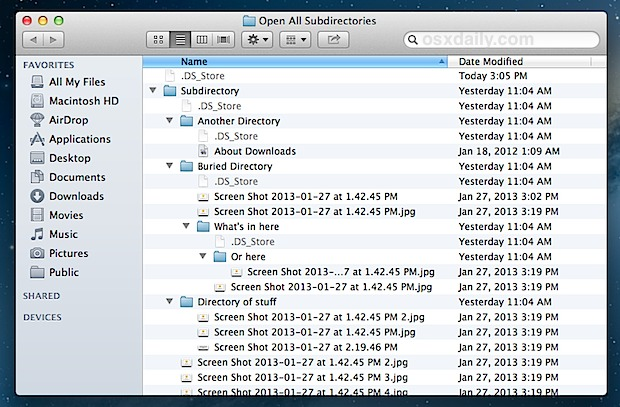 Open All Subdirectories
osxdaily.com
FAVORITES
All My Files
Macintosh HD
AirDrop
Applications
Desktop
Documents
Downloads
Movies
Music
Pictures
Public
SHARED
DEVICES
Name Date Modified
.DS_Store Today 3:05 PM
Subdirectory Yesterday 11:04 AM
.DS_Store Yesterday 11:04 AM
Another Directory Yesterday 11:04 AM
.DS_Store Yesterday 11:04 AM
About Downloads Jan 18, 2012 1:09 AM
Buried Directory Yesterday 11:04 AM
.DS_Store Yesterday 11:04 AM
Screen Shot 2013-01-27 at 1.42.45 PM Jan 27, 2013 3:02 PM
Screen Shot 2013-01-27 at 1.42.45 PM.jpg Jan 27, 2013 3:19 PM
What's in here Yesterday 11:04 AM
.DS_Store Yesterday 11:04 AM
Or here Yesterday 11:04 AM
Screen Shot 2013-...7 at 1.42.45 PM.jpg Jan 27, 2013 3:19 PM
Screen Shot 2013-01-27 at 1.42.45 PM.jpg Jan 27, 2013 3:19 PM
Directory of stuff Yesterday 11:04 AM
Screen Shot 2013-01-27 at 1.42.45 PM 2.jpg Jan 27, 2013 3:19 PM
Screen Shot 2013-01-27 at 1.42.45 PM.jpg Jan 27, 2013 3:19 PM
Screen Shot 2013-01-27 at 2.19.46 PM Jan 27, 2013 3:19 PM
Screen Shot 2013-01-27 at 1.42.45 PM 2.jpg Jan 27, 2013 3:19 PM
Screen Shot 2013-01-27 at 1.42.45 PM 3.jpg Jan 27, 2013 3:19 PM
Screen Shot 2013-01-27 at 1.42.45 PM 4.jpg Jan 27, 2013 3:19 PM